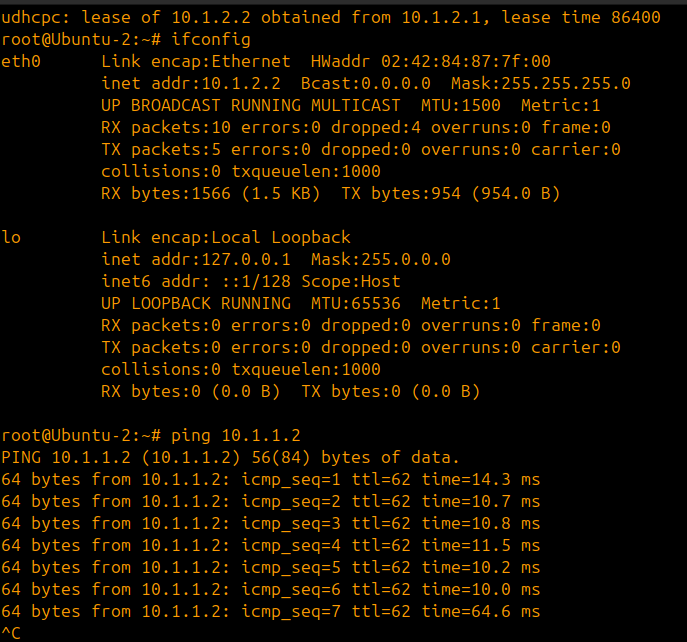 udhcpc: lease of 10.1.2.2 obtained from 10.1.2.1, lease time 86400
root@Ubuntu-2:~# ifconfig
eth0      Link encap:Ethernet  HWaddr 02:42:84:87:7f:00
          inet addr:10.1.2.2  Bcast:0.0.0.0  Mask:255.255.255.0
          UP BROADCAST RUNNING MULTICAST  MTU:1500  Metric:1
          RX packets:10 errors:0 dropped:4 overruns:0 frame:0
          TX packets:5 errors:0 dropped:0 overruns:0 carrier:0
          collisions:0 txqueuelen:1000
          RX bytes:1566 (1.5 KB)  TX bytes:954 (954.0 B)

lo        Link encap:Local Loopback
          inet addr:127.0.0.1  Mask:255.0.0.0
          inet6 addr: ::1/128 Scope:Host
          UP LOOPBACK RUNNING  MTU:65536  Metric:1
          RX packets:0 errors:0 dropped:0 overruns:0 frame:0
          TX packets:0 errors:0 dropped:0 overruns:0 carrier:0
          collisions:0 txqueuelen:1000
          RX bytes:0 (0.0 B)  TX bytes:0 (0.0 B)

root@Ubuntu-2:~# ping 10.1.1.2
PING 10.1.1.2 (10.1.1.2) 56(84) bytes of data.
64 bytes from 10.1.1.2: icmp_seq=1 ttl=62 time=14.3 ms
64 bytes from 10.1.1.2: icmp_seq=2 ttl=62 time=10.7 ms
64 bytes from 10.1.1.2: icmp_seq=3 ttl=62 time=10.8 ms
64 bytes from 10.1.1.2: icmp_seq=4 ttl=62 time=11.5 ms
64 bytes from 10.1.1.2: icmp_seq=5 ttl=62 time=10.2 ms
64 bytes from 10.1.1.2: icmp_seq=6 ttl=62 time=10.0 ms
64 bytes from 10.1.1.2: icmp_seq=7 ttl=62 time=64.6 ms
^C